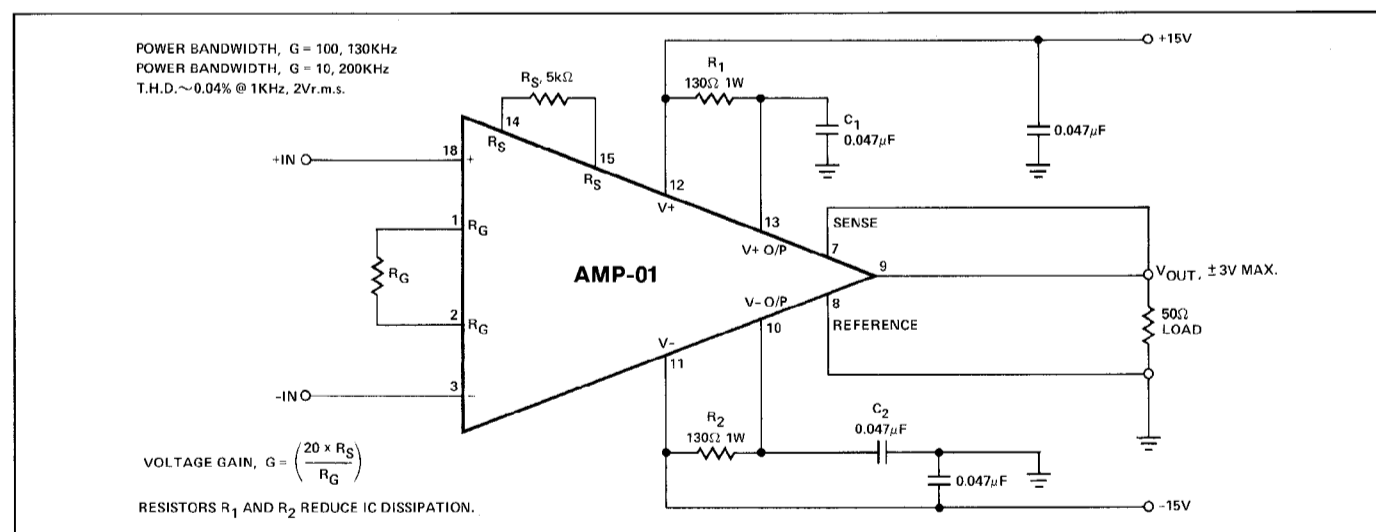 POWER BANDWIDTH, G = 100, 130KHz
POWER BANDWIDTH, G = 10, 200KHz
T.H.D.~0.04% @ 1KHz, 2Vr.m.s.
+15V
R1
130Ω 1W
RS, 5kΩ
C1
0.047μF
0.047μF
14
RS
15
RS
12
V+
13
V+ O/P
+IN
18
+
1
RG
RG
2
RG
-IN
3
-
AMP-01
SENSE
7
9
VOUT, ±3V MAX.
8
REFERENCE
50Ω
LOAD
V- O/P
10
V-
11
R2
130Ω 1W
C2
0.047μF
0.047μF
-15V
VOLTAGE GAIN, G = (20 x RS / RG)
RESISTORS R1 AND R2 REDUCE IC DISSIPATION.